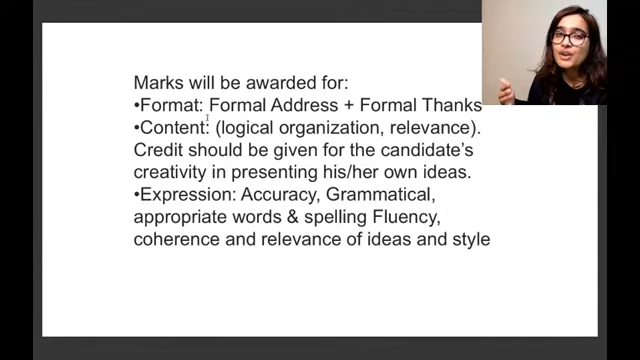 Marks will be awarded for:
•Format: Formal Address + Formal Thanks
•Content: (logical organization, relevance).
Credit should be given for the candidate's
creativity in presenting his/her own ideas.
•Expression: Accuracy, Grammatical,
appropriate words & spelling Fluency,
coherence and relevance of ideas and style